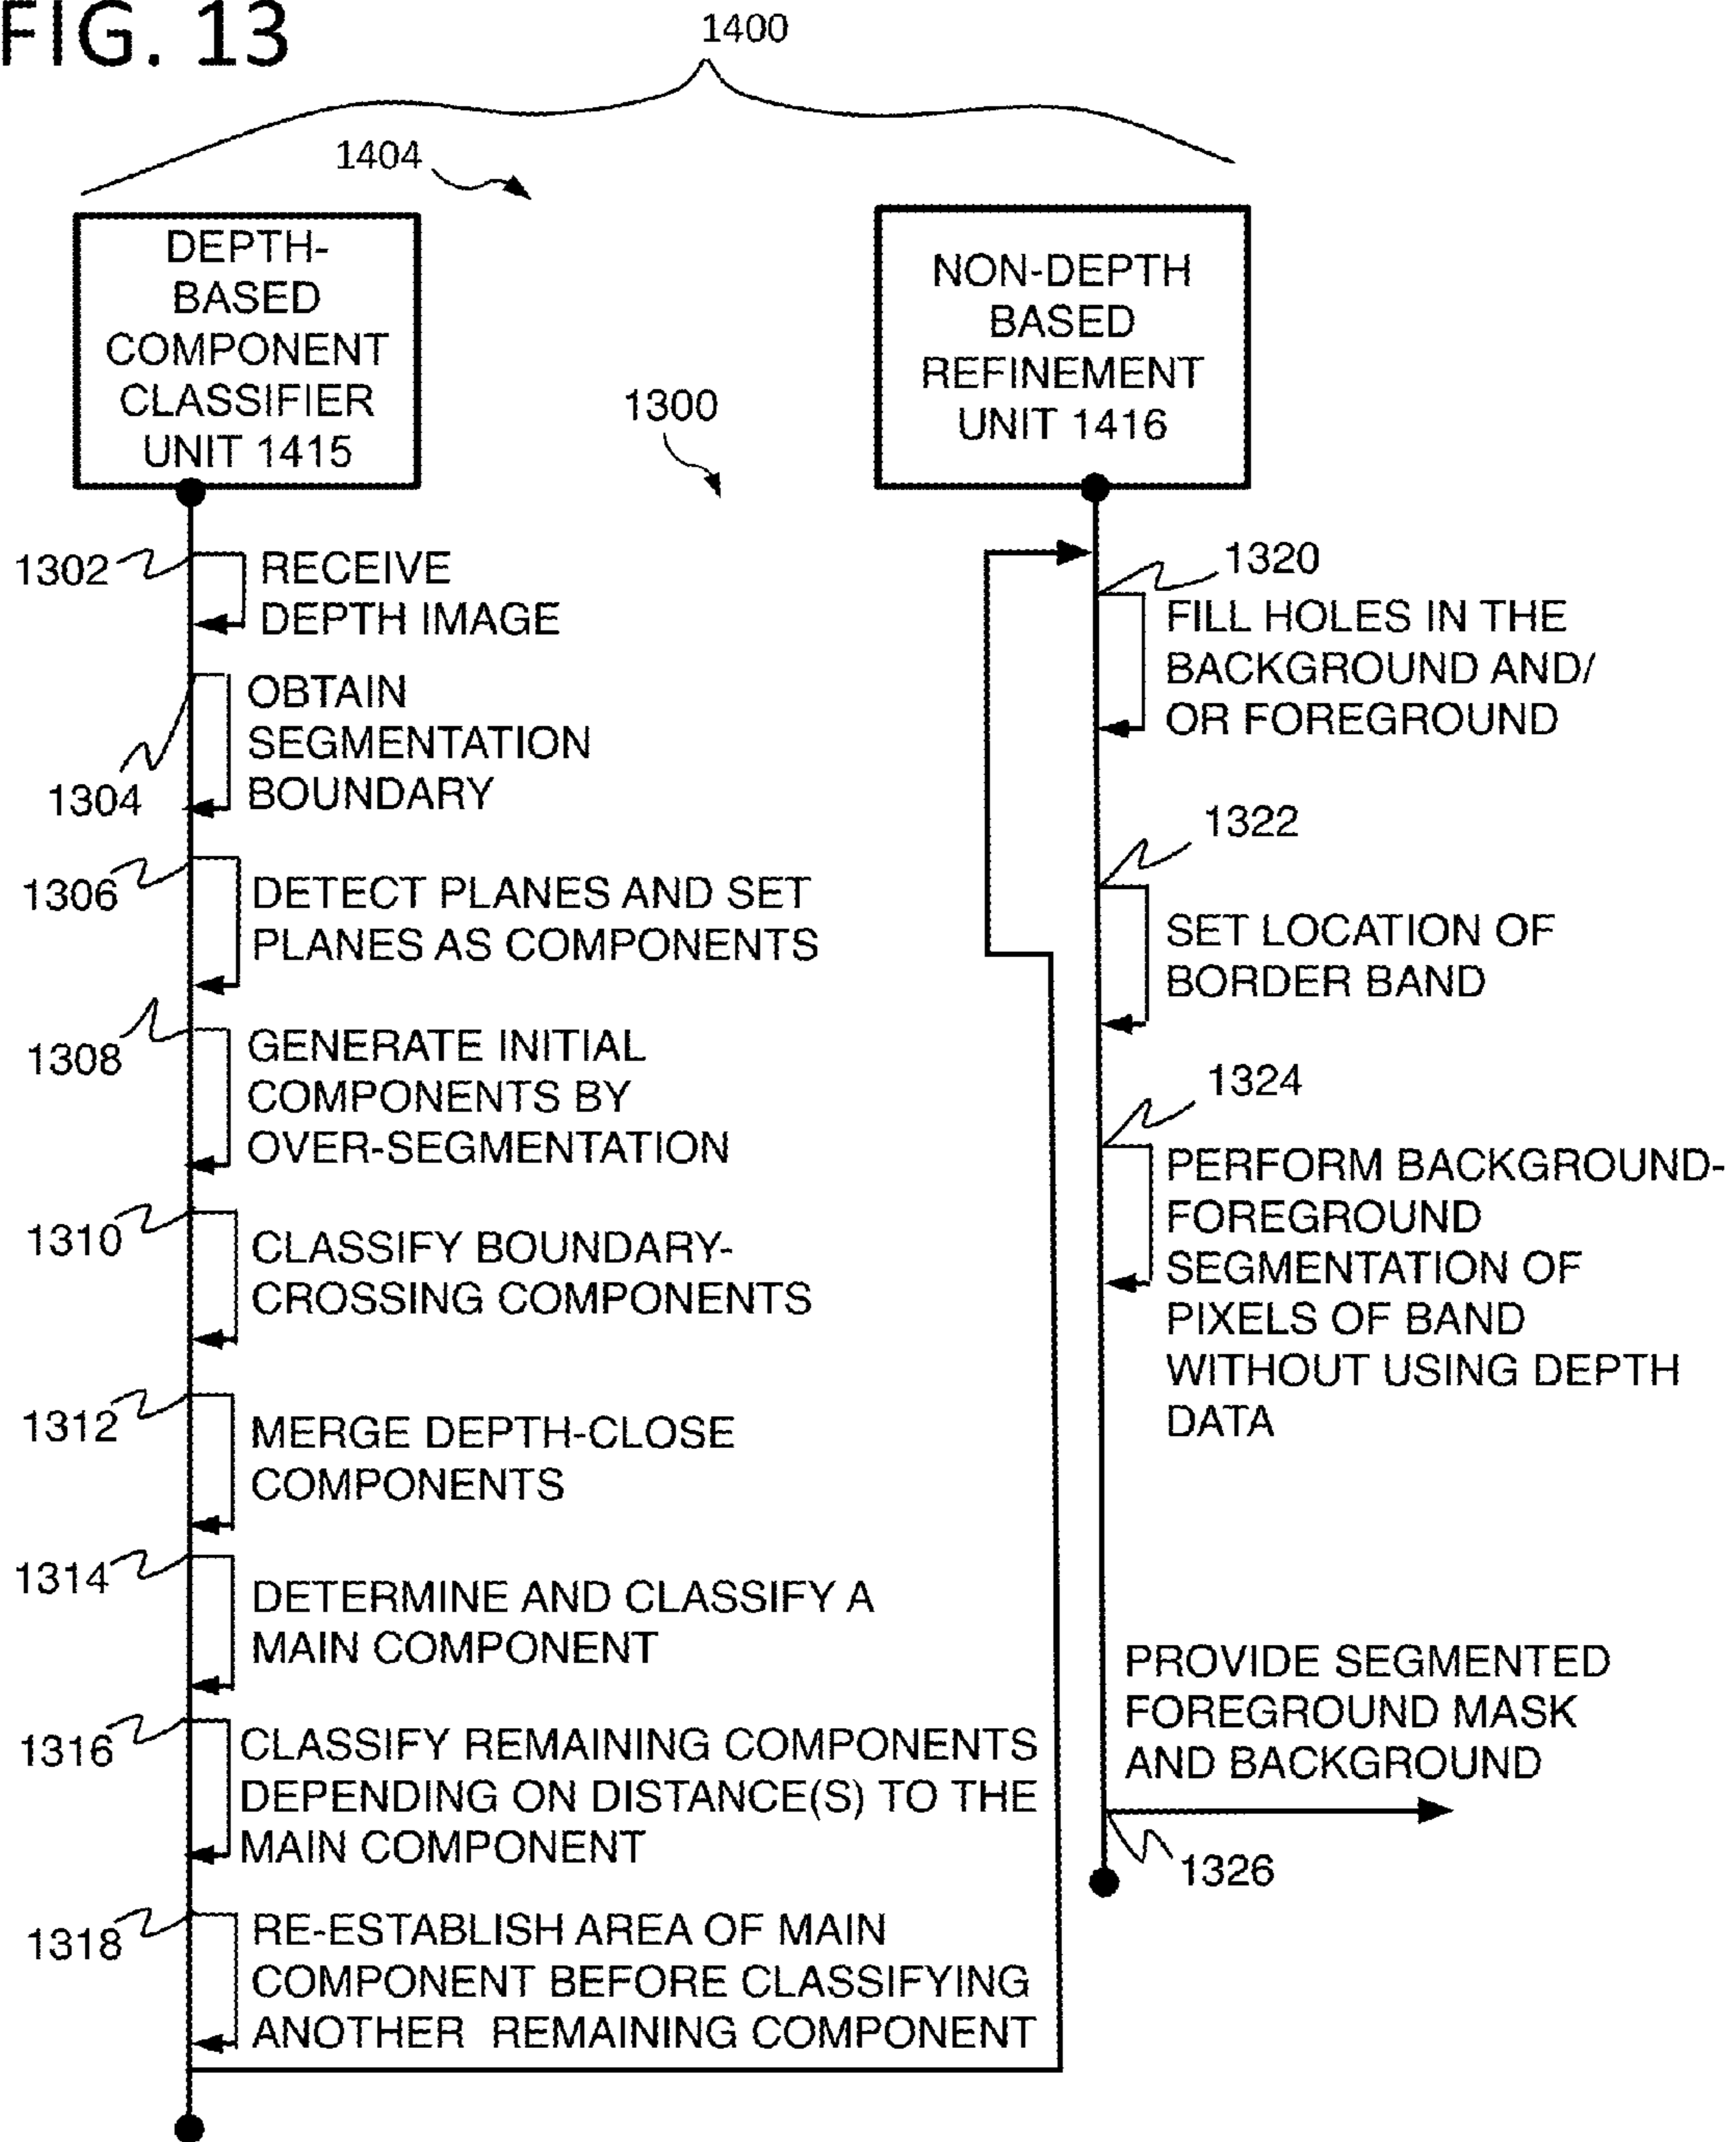 FIG. 13
1400
1404
DEPTH-
BASED
COMPONENT
CLASSIFIER
UNIT 1415
NON-DEPTH
BASED
REFINEMENT
UNIT 1416
1300
1302
RECEIVE
DEPTH IMAGE
1304
OBTAIN
SEGMENTATION
BOUNDARY
1306
DETECT PLANES AND SET
PLANES AS COMPONENTS
1308
GENERATE INITIAL
COMPONENTS BY
OVER-SEGMENTATION
1310
CLASSIFY BOUNDARY-
CROSSING COMPONENTS
1312
MERGE DEPTH-CLOSE
COMPONENTS
1314
DETERMINE AND CLASSIFY A
MAIN COMPONENT
1316
CLASSIFY REMAINING COMPONENTS
DEPENDING ON DISTANCE(S) TO THE
MAIN COMPONENT
1318
RE-ESTABLISH AREA OF MAIN
COMPONENT BEFORE CLASSIFYING
ANOTHER REMAINING COMPONENT
1320
FILL HOLES IN THE
BACKGROUND AND/
OR FOREGROUND
1322
SET LOCATION OF
BORDER BAND
1324
PERFORM BACKGROUND-
FOREGROUND
SEGMENTATION OF
PIXELS OF BAND
WITHOUT USING DEPTH
DATA
PROVIDE SEGMENTED
FOREGROUND MASK
AND BACKGROUND
1326